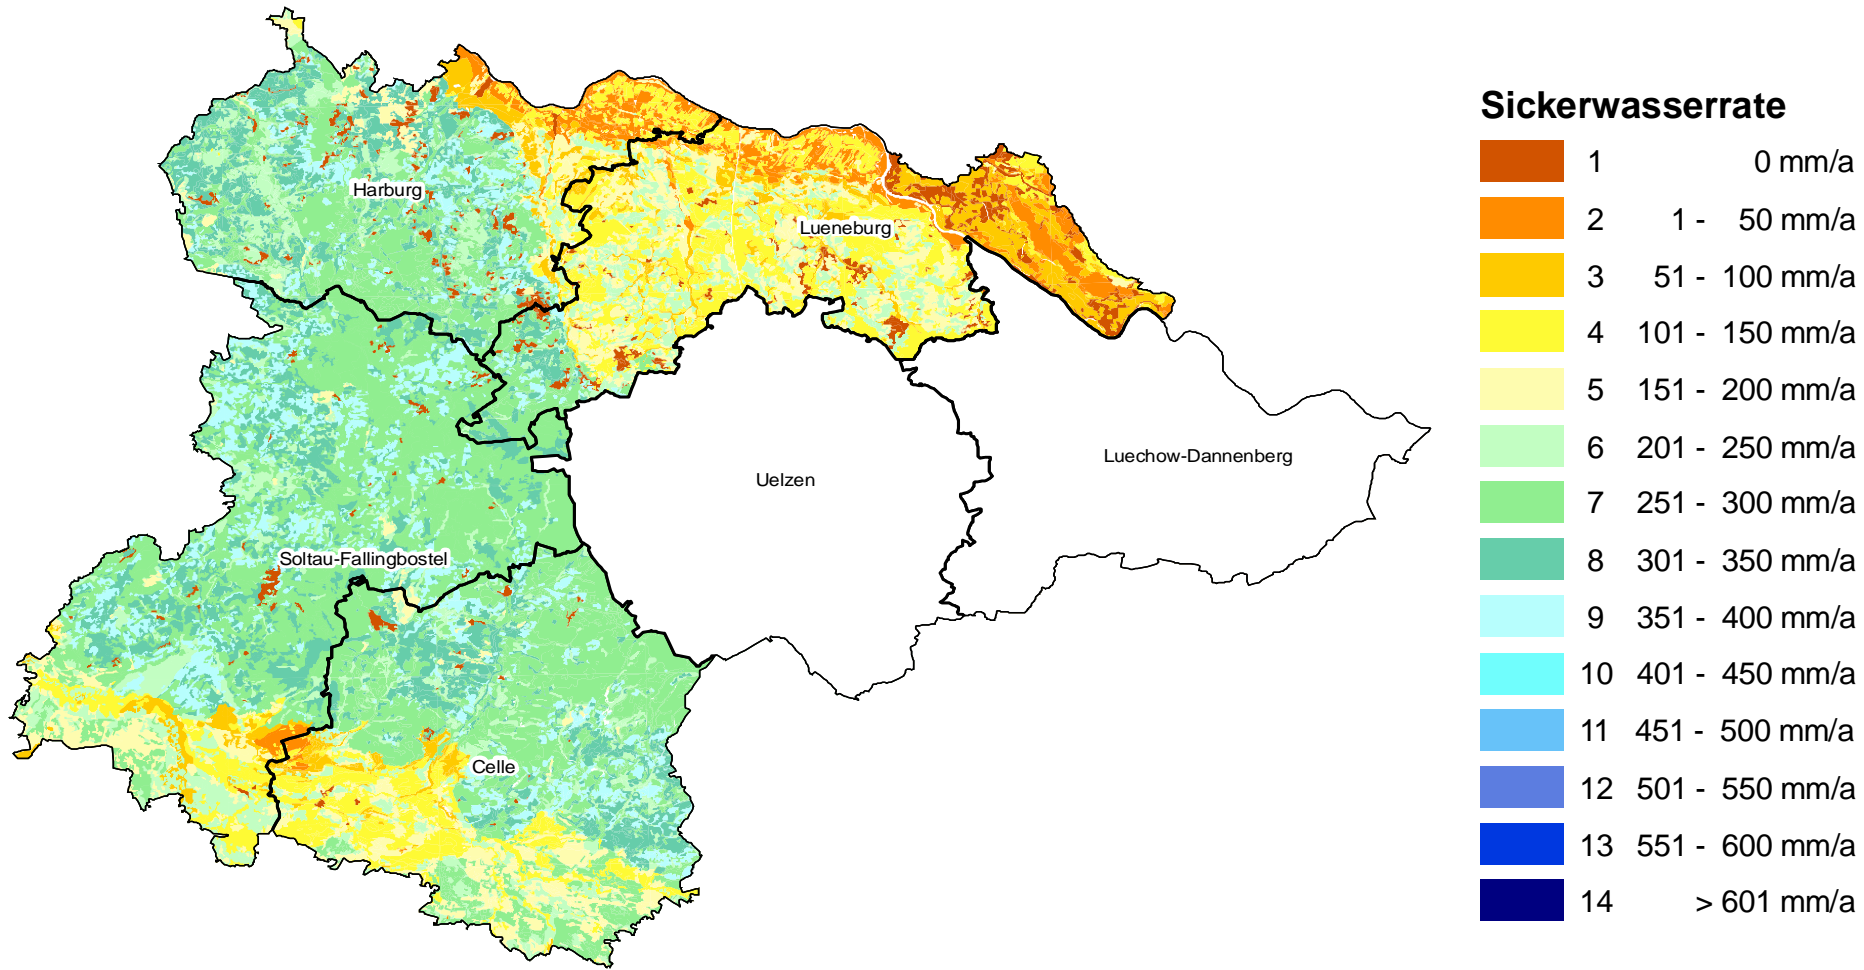 Sickerwasserrate
1 0 mm/a
2 1 - 50 mm/a
3 51 - 100 mm/a
4 101 - 150 mm/a
5 151 - 200 mm/a
6 201 - 250 mm/a
7 251 - 300 mm/a
8 301 - 350 mm/a
9 351 - 400 mm/a
10 401 - 450 mm/a
11 451 - 500 mm/a
12 501 - 550 mm/a
13 551 - 600 mm/a
14 > 601 mm/a
Harburg
Lueneburg
Luechow-Dannenberg
Uelzen
Soltau-Fallingbostel
Celle